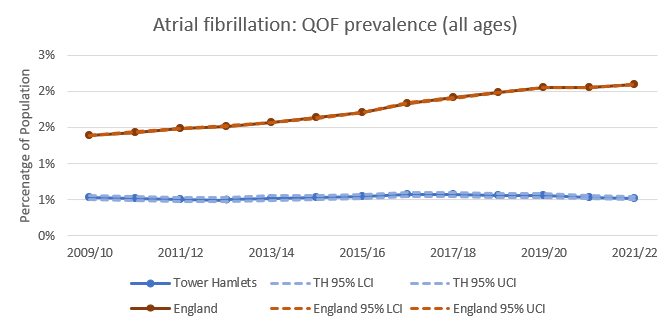 Atrial fibrillation: QOF prevalence (all ages)
Percenatge of Population
3%
2%
2%
1%
1%
0%
2009/10 2011/12 2013/14 2015/16 2017/18 2019/20 2021/22
Tower Hamlets TH 95% LCI TH 95% UCI
England England 95% LCI England 95% UCI